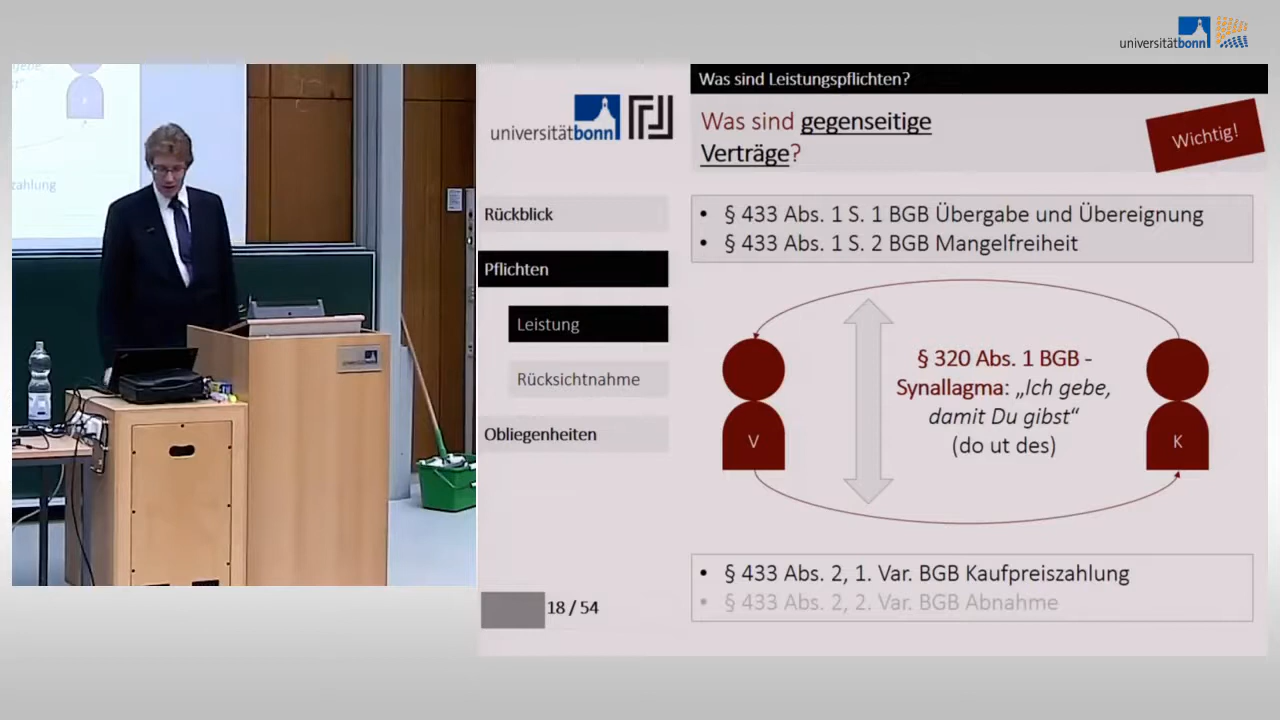 universitätbonn
gebe,
st“
zahlung
universitätbonn
Rückblick
Pflichten
Leistung
Rücksichtnahme
Obliegenheiten
18 / 54
Was sind Leistungspflichten?
Was sind gegenseitige
Verträge?
Wichtig!
• § 433 Abs. 1 S. 1 BGB Übergabe und Übereignung
• § 433 Abs. 1 S. 2 BGB Mangelfreiheit
V
§ 320 Abs. 1 BGB -
Synallagma: „Ich gebe,
damit Du gibst“
(do ut des)
K
• § 433 Abs. 2, 1. Var. BGB Kaufpreiszahlung
• § 433 Abs. 2, 2. Var. BGB Abnahme